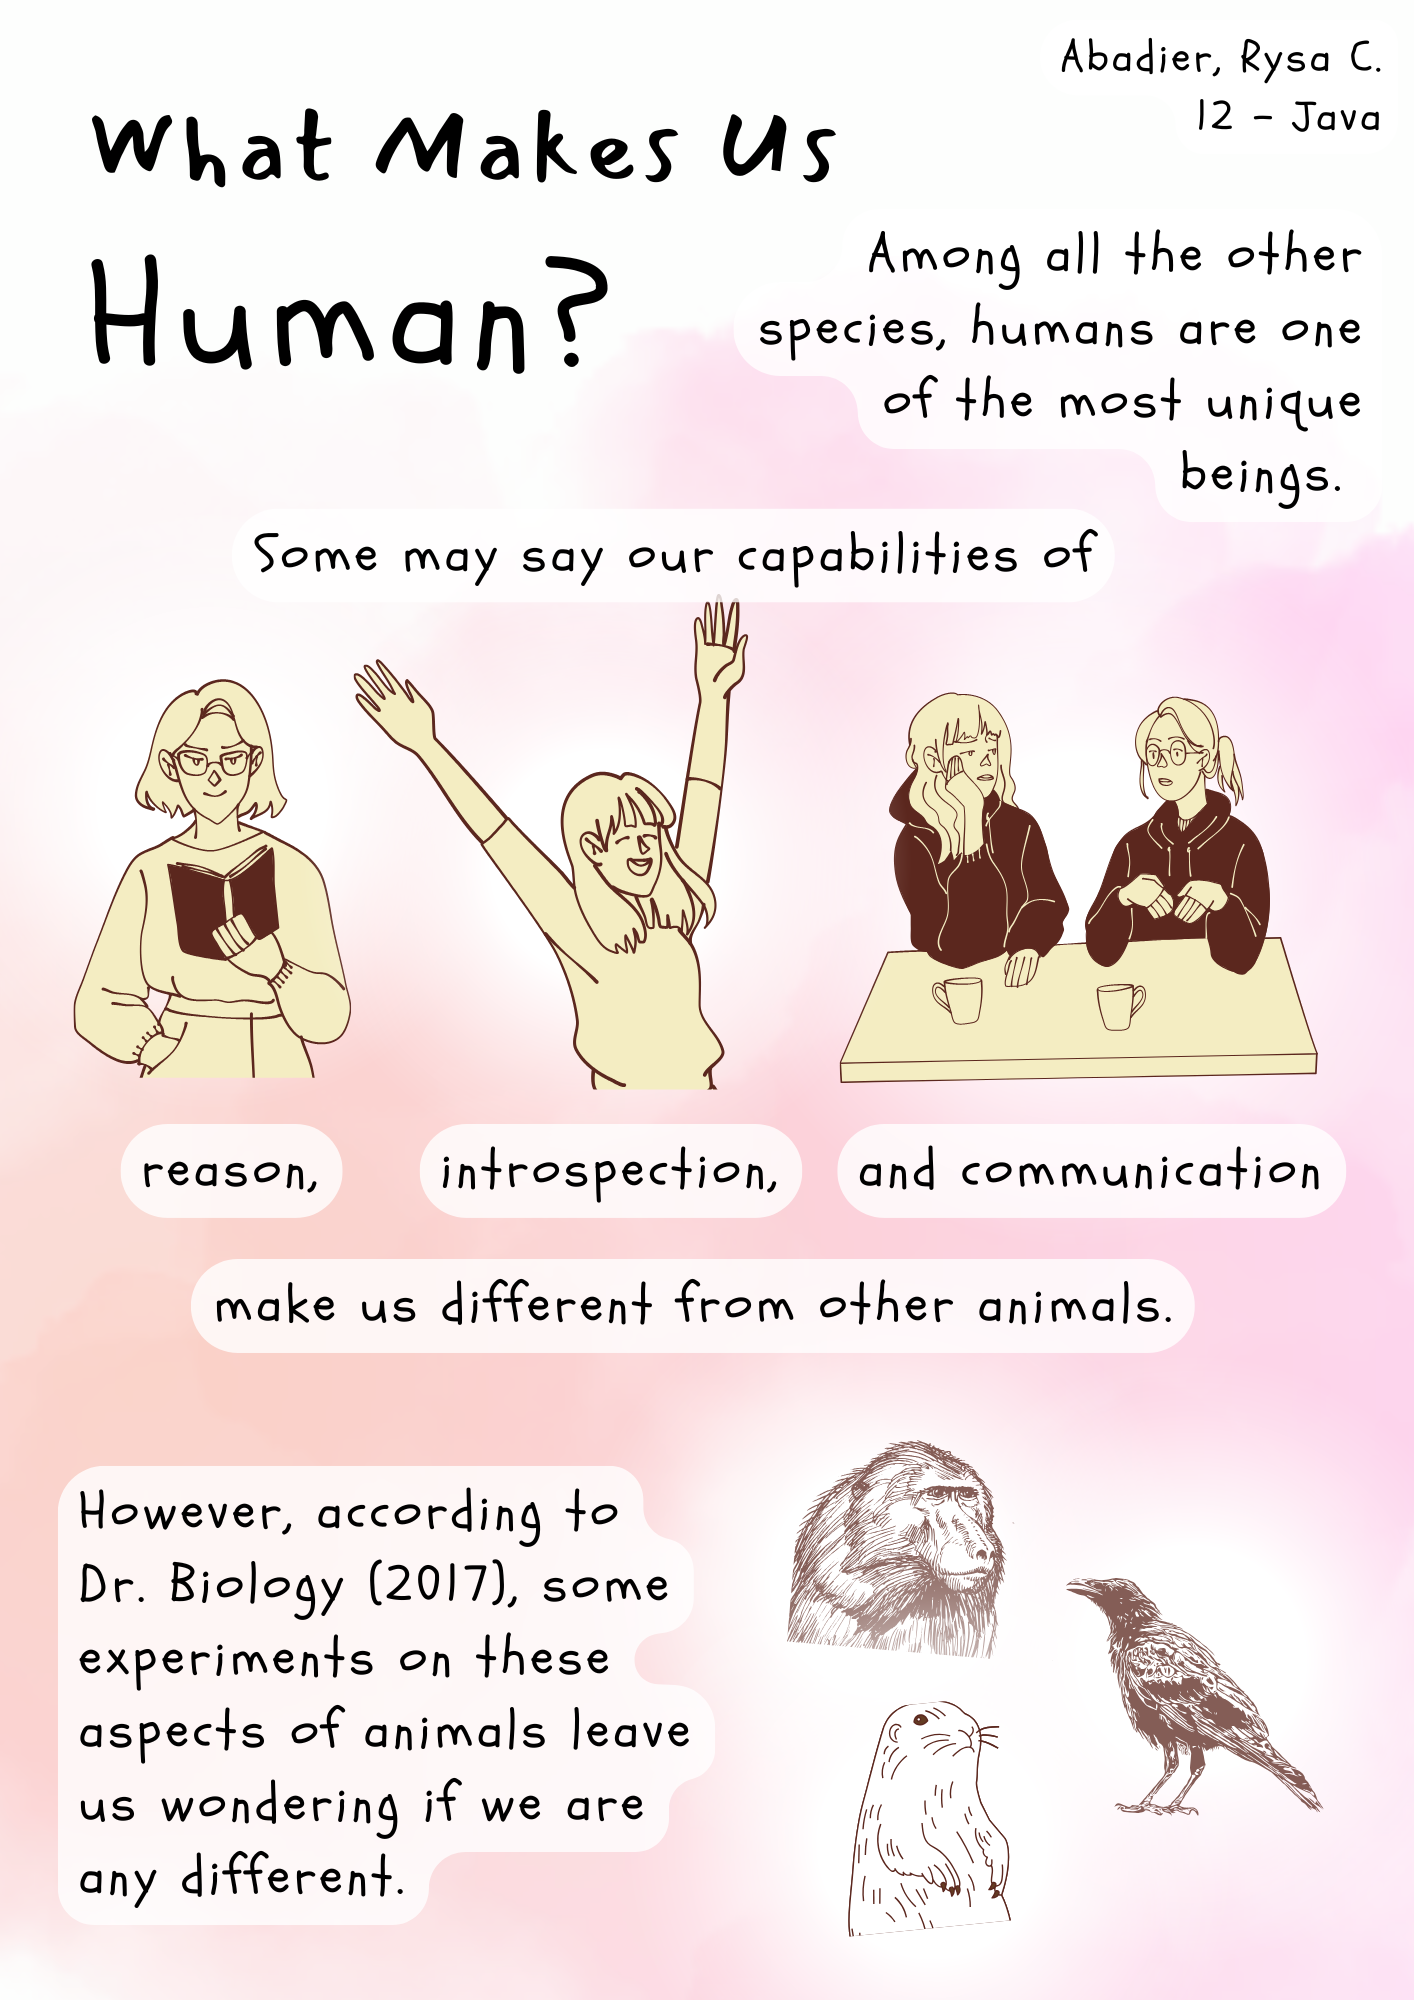 Abadier, Rysa C.
12 - Java
What Makes Us
Human?
Among all the other
species, humans are one
of the most unique
beings.
Some may say our capabilities of
reason,
introspection,
and communication
make us different from other animals.
However, according to
Dr. Biology (2017), some
experiments on these
aspects of animals leave
us wondering if we are
any different.